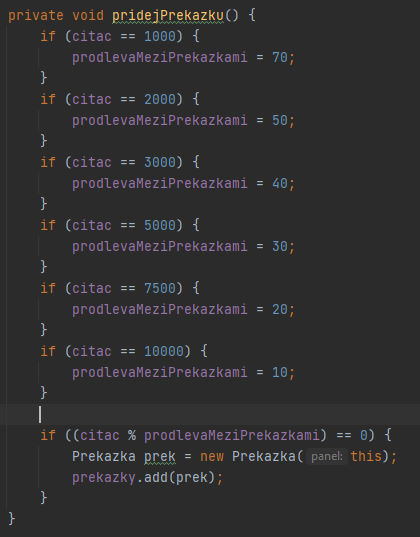 private void pridejPrekazku() {
    if (citac == 1000) {
        prodlevaMeziPrekazkami = 70;
    }
    if (citac == 2000) {
        prodlevaMeziPrekazkami = 50;
    }
    if (citac == 3000) {
        prodlevaMeziPrekazkami = 40;
    }
    if (citac == 5000) {
        prodlevaMeziPrekazkami = 30;
    }
    if (citac == 7500) {
        prodlevaMeziPrekazkami = 20;
    }
    if (citac == 10000) {
        prodlevaMeziPrekazkami = 10;
    }
    if ((citac % prodlevaMeziPrekazkami) == 0) {
        Prekazka prek = new Prekazka( panel: this);
        prekazky.add(prek);
    }
}